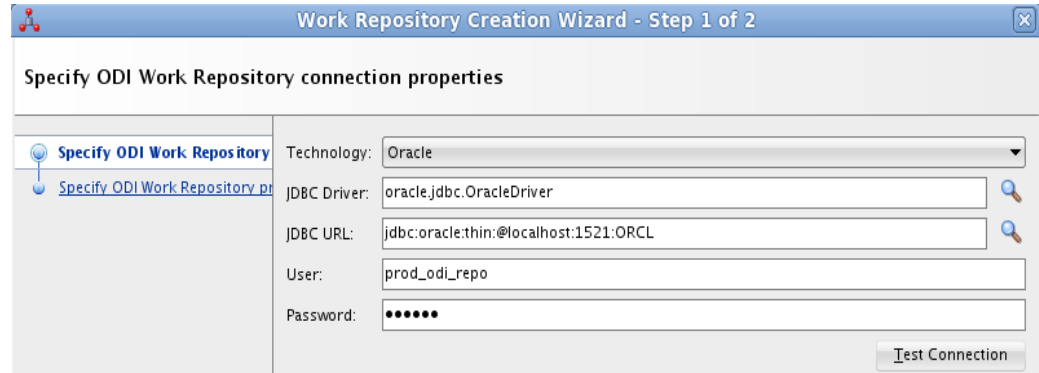 Work Repository Creation Wizard - Step 1 of 2
Specify ODI Work Repository connection properties
Specify ODI Work Repository
Specify ODI Work Repository pr
Technology: Oracle
JDBC Driver: oracle.jdbc.OracleDriver
JDBC URL: jdbc:oracle:thin:@localhost:1521:ORCL
User: prod_odi_repo
Password: ●●●●●●
Test Connection